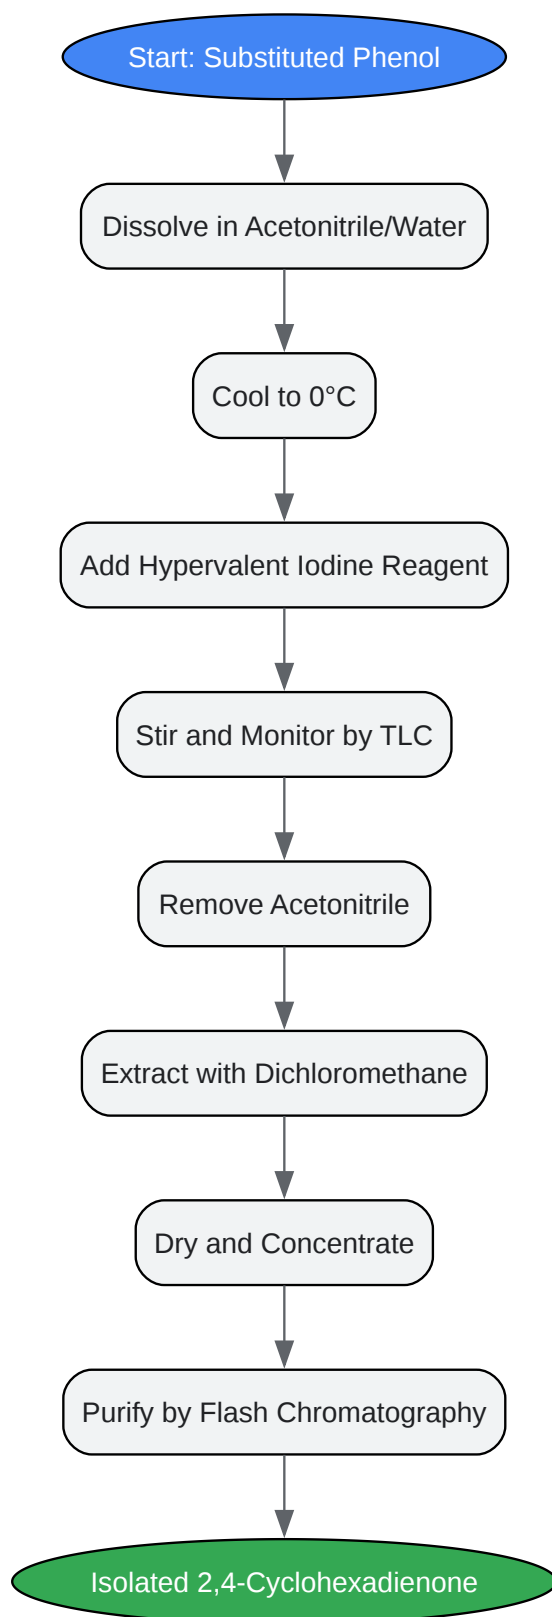 Start: Substituted Phenol
Dissolve in Acetonitrile/Water
Cool to 0°C
Add Hypervalent Iodine Reagent
Stir and Monitor by TLC
Remove Acetonitrile
Extract with Dichloromethane
Dry and Concentrate
Purify by Flash Chromatography
Isolated 2,4-Cyclohexadienone